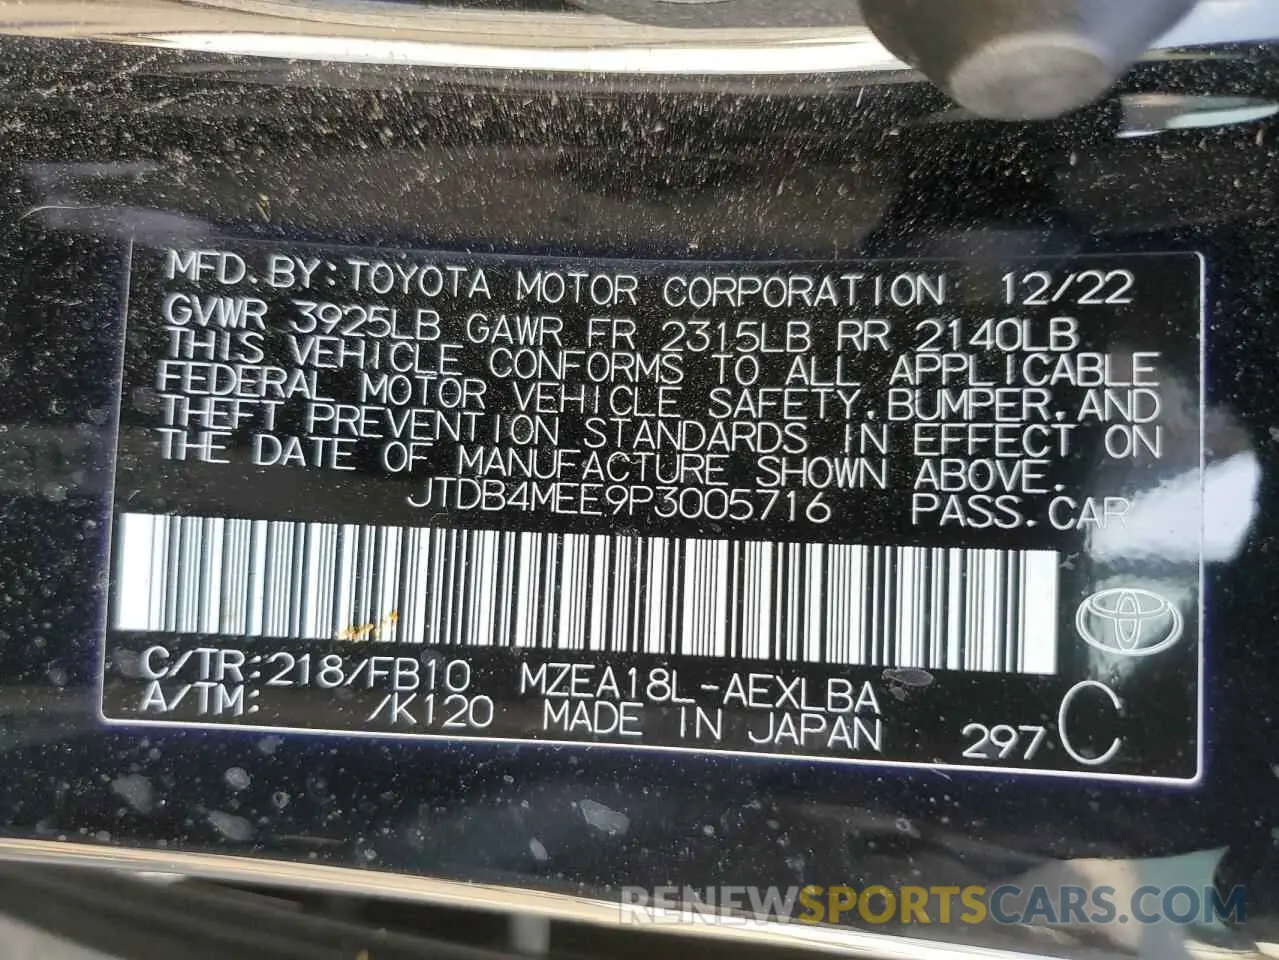 MFD.BY:TOYOTA MOTOR CORPORATION 12/22
GVWR 3925LB GAWR FR 2315LB RR 2140LB
THIS VEHICLE CONFORMS TO ALL APPLICABLE
FEDERAL MOTOR VEHICLE SAFETY,BUMPER,AND
THEFT PREVENTION STANDARDS IN EFFECT ON
THE DATE OF MANUFACTURE SHOWN ABOVE.
JTDB4MEE9P3005716 PASS.CAR
C/TR:218/FB10 MZEA18L-AEXLBA
A/TM: /K120 MADE IN JAPAN 297 C
RENEWSPORTSCARS.COM